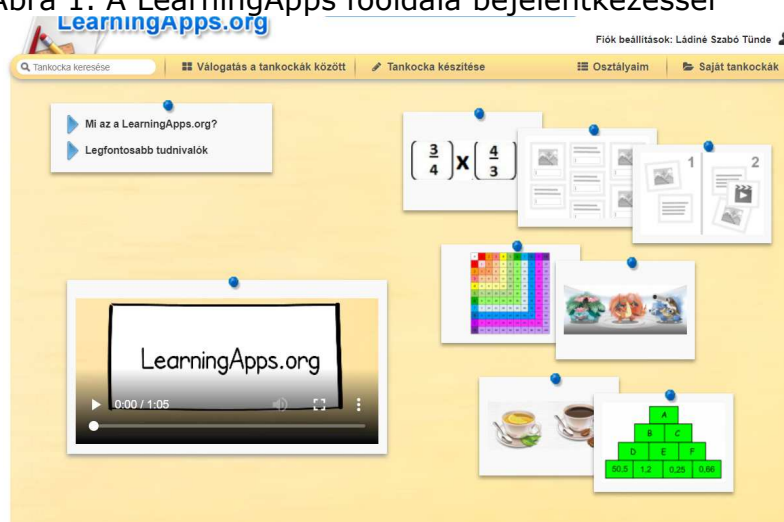 Ábra 1. A LearningApps főoldala bejelentkezéssel
LearningApps.org
Fiók beállítások: Ládiné Szabó Tünde
Tankocka keresése
Válogatás a tankockák között
Tankocka készítése
Osztályaim
Saját tankockák
Mi az a LearningApps.org?
Legfontosabb tudnivalók
( 3/4 ) x ( 4/3 )
1 2
LearningApps.org
0:00 / 1:05
A
B C
D E F
50,5 1,2 0,25 0,66